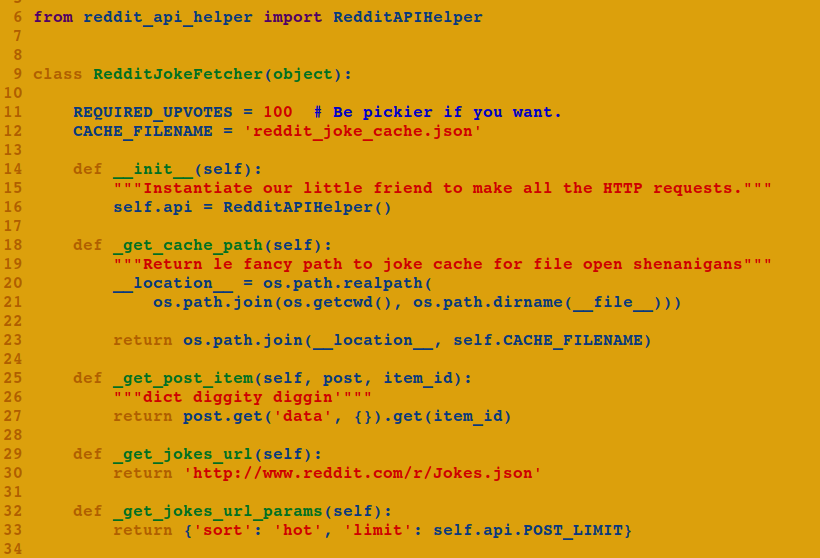 6 from reddit_api_helper import RedditAPIHelper
7
8
9 class RedditJokeFetcher(object):
10
11     REQUIRED_UPVOTES = 100  # Be pickier if you want.
12     CACHE_FILENAME = 'reddit_joke_cache.json'
13
14     def __init__(self):
15         """Instantiate our little friend to make all the HTTP requests."""
16         self.api = RedditAPIHelper()
17
18     def _get_cache_path(self):
19         """Return le fancy path to joke cache for file open shenanigans"""
20         __location__ = os.path.realpath(
21             os.path.join(os.getcwd(), os.path.dirname(__file__)))
22
23         return os.path.join(__location__, self.CACHE_FILENAME)
24
25     def _get_post_item(self, post, item_id):
26         """dict diggity diggin'"""
27         return post.get('data', {}).get(item_id)
28
29     def _get_jokes_url(self):
30         return 'http://www.reddit.com/r/Jokes.json'
31
32     def _get_jokes_url_params(self):
33         return {'sort': 'hot', 'limit': self.api.POST_LIMIT}
34